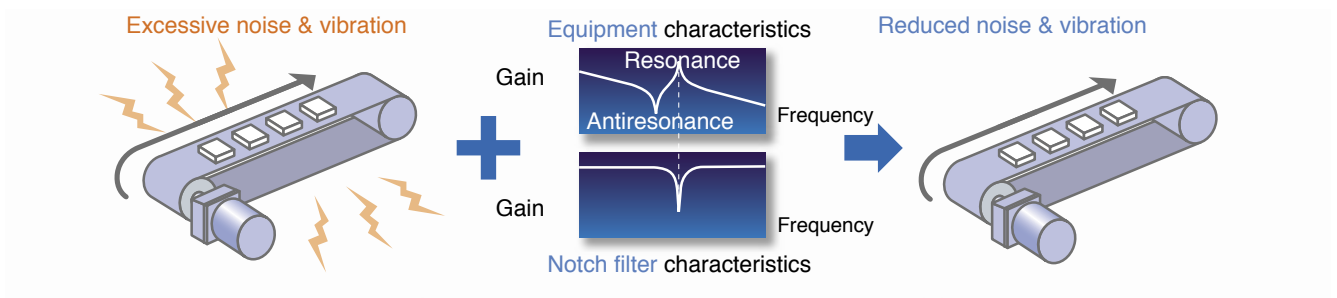 Excessive noise & vibration
Equipment characteristics
Gain
Resonance
Antiresonance
Frequency
Gain
Frequency
Notch filter characteristics
Reduced noise & vibration